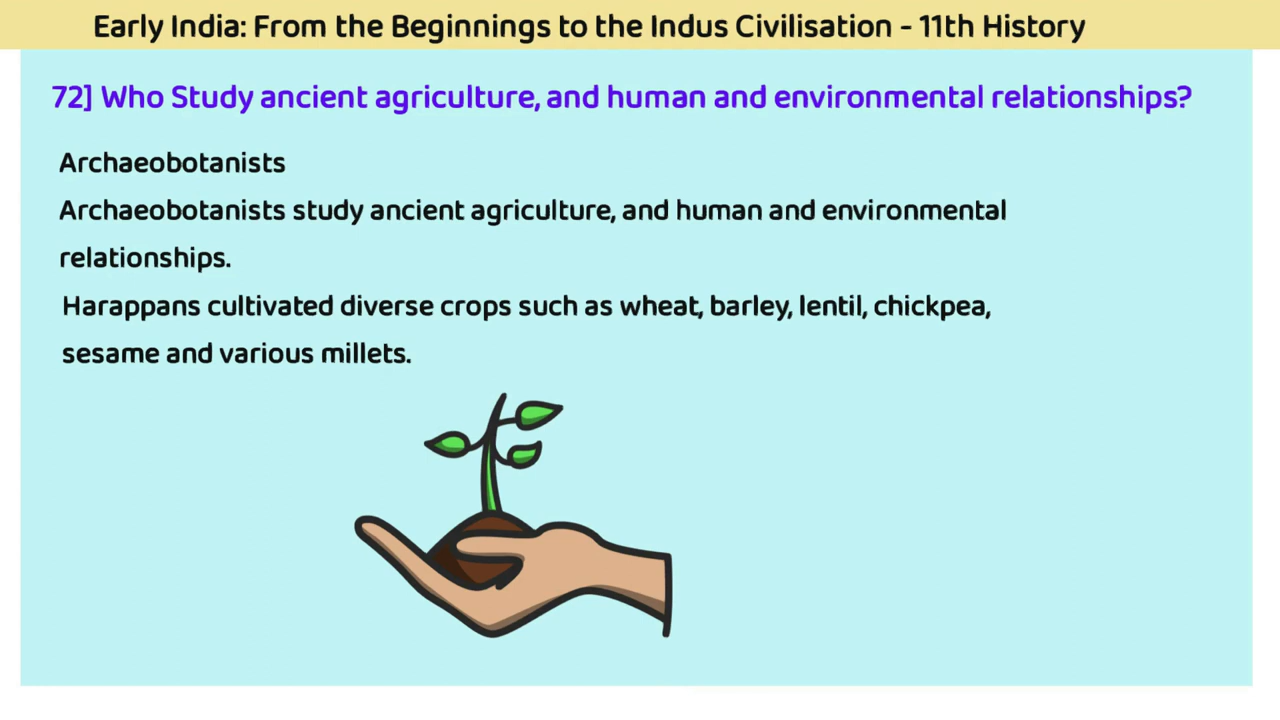 Early India: From the Beginnings to the Indus Civilisation - 11th History
72] Who Study ancient agriculture, and human and environmental relationships?
Archaeobotanists
Archaeobotanists study ancient agriculture, and human and environmental
relationships.
Harappans cultivated diverse crops such as wheat, barley, lentil, chickpea,
sesame and various millets.